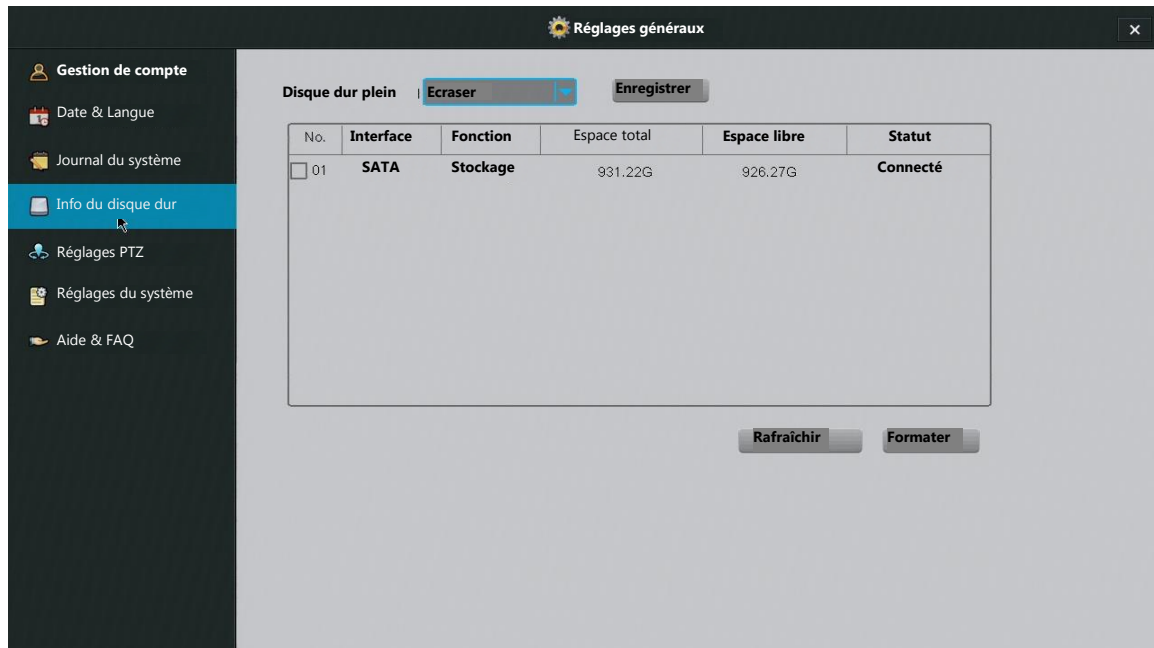 Réglages généraux
Gestion de compte
Date & Langue
Journal du système
Info du disque dur
Réglages PTZ
Réglages du système
Aide & FAQ
Disque dur plein Ecraser Enregistrer
No. Interface Fonction Espace total Espace libre Statut
01 SATA Stockage 931.22G 926.27G Connecté
Rafraîchir Formater